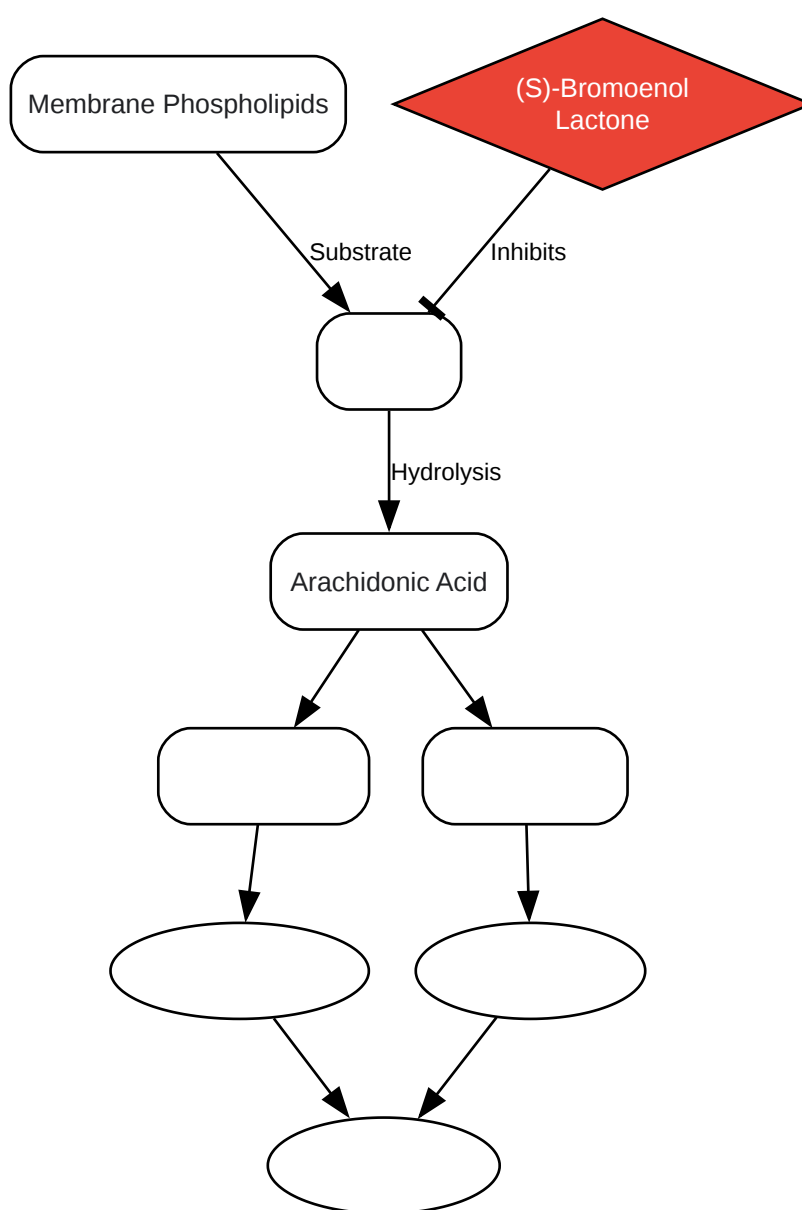 Membrane Phospholipids
(S)-Bromoenol
Lactone
Substrate
Inhibits
Hydrolysis
Arachidonic Acid